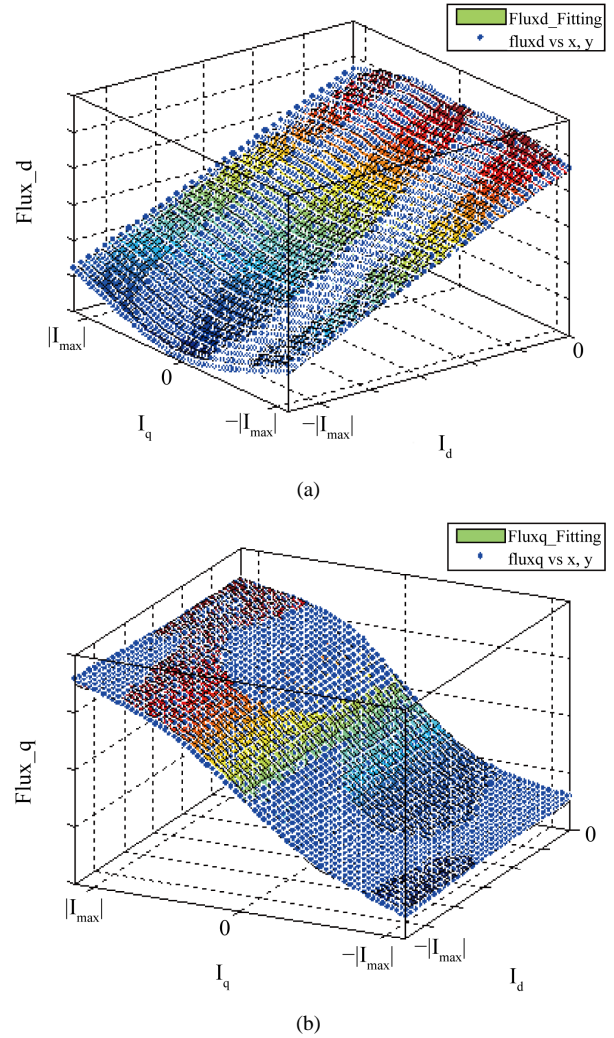 Fluxd_Fitting
fluxd vs x, y
Flux_d
|I_max|
0
I_q
−|I_max|
−|I_max|
I_d
0
(a)
Fluxq_Fitting
fluxq vs x, y
Flux_q
|I_max|
0
I_q
−|I_max|
−|I_max|
I_d
0
(b)